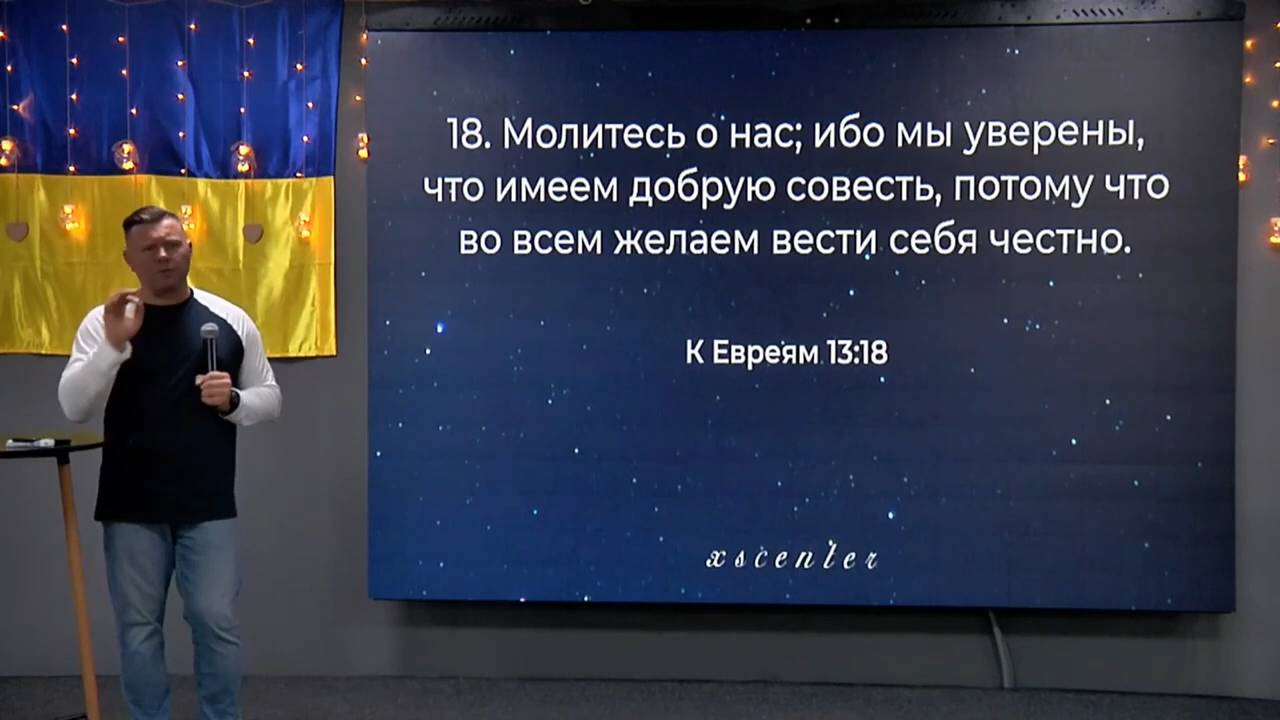 18. Молитесь о нас; ибо мы уверены,
что имеем добрую совесть, потому что
во всем желаем вести себя честно.
К Евреям 13:18
xscenter